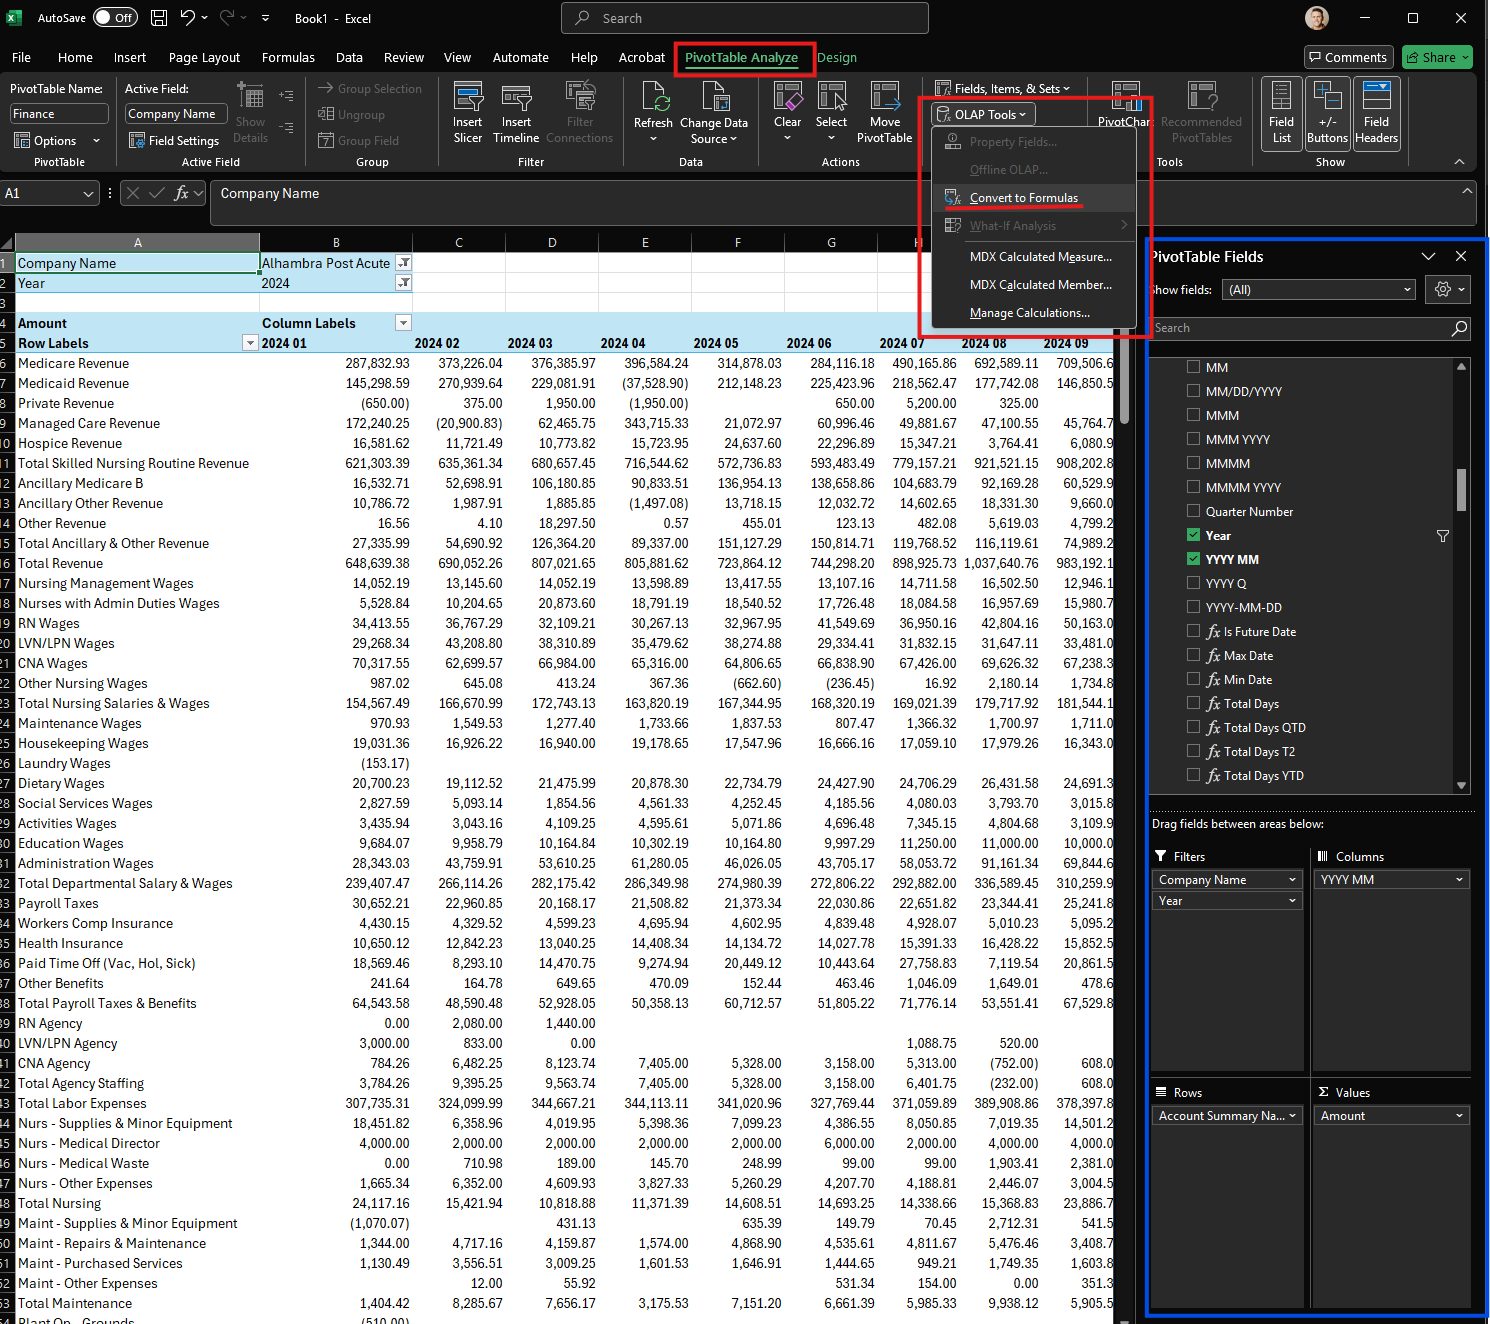 AutoSave Off Book1 - Excel Search
File Home Insert Page Layout Formulas Data Review View Automate Help Acrobat PivotTable Analyze Design Comments Share
PivotTable Name:
Finance
Options
PivotTable
Active Field:
Company Name
Field Settings
Show Details
Active Field
Group Selection
Ungroup
Group Field
Group
Insert Slicer
Insert Timeline
Filter Connections
Filter
Refresh
Change Data Source
Data
Clear
Select
Move PivotTable
Actions
Fields, Items, & Sets
OLAP Tools
Property Fields...
Offline OLAP...
Convert to Formulas
What-If Analysis
MDX Calculated Measure...
MDX Calculated Member...
Manage Calculations...
PivotChart
Recommended PivotTables
Tools
Field List
+/- Buttons
Field Headers
Show
A1 fx Company Name
A B C D E F G H
1 Company Name Alhambra Post Acute
2 Year 2024
3
4 Amount Column Labels
5 Row Labels 2024 01 2024 02 2024 03 2024 04 2024 05 2024 06 2024 07 2024 08 2024 09
6 Medicare Revenue 287,832.93 373,226.04 376,385.97 396,584.24 314,878.03 284,116.18 490,165.86 692,589.11 709,506.6
7 Medicaid Revenue 145,298.59 270,939.64 229,081.91 (37,528.90) 212,148.23 225,423.96 218,562.47 177,742.08 146,850.5
8 Private Revenue (650.00) 375.00 1,950.00 (1,950.00) 650.00 5,200.00 325.00
9 Managed Care Revenue 172,240.25 (20,900.83) 62,465.75 343,715.33 21,072.97 60,996.46 49,881.67 47,100.55 45,764.7
10 Hospice Revenue 16,581.62 11,721.49 10,773.82 15,723.95 24,637.60 22,296.89 15,347.21 3,764.41 6,080.9
11 Total Skilled Nursing Routine Revenue 621,303.39 635,361.34 680,657.45 716,544.62 572,736.83 593,483.49 779,157.21 921,521.15 908,202.8
12 Ancillary Medicare B 16,532.71 52,698.91 106,180.85 90,833.51 136,954.13 138,658.86 104,683.79 92,169.28 60,529.9
13 Ancillary Other Revenue 10,786.72 1,987.91 1,885.85 (1,497.08) 13,718.15 12,032.72 14,602.65 18,331.30 9,660.0
14 Other Revenue 16.56 4.10 18,297.50 0.57 455.01 123.13 482.08 5,619.03 4,799.2
15 Total Ancillary & Other Revenue 27,335.99 54,690.92 126,364.20 89,337.00 151,127.29 150,814.71 119,768.52 116,119.61 74,989.2
16 Total Revenue 648,639.38 690,052.26 807,021.65 805,881.62 723,864.12 744,298.20 898,925.73 1,037,640.76 983,192.1
17 Nursing Management Wages 14,052.19 13,145.60 14,052.19 13,598.89 13,417.55 13,107.16 14,711.58 16,502.50 12,946.1
18 Nurses with Admin Duties Wages 5,528.84 10,204.65 20,873.60 18,791.19 18,540.52 17,726.48 18,084.58 16,957.69 15,980.7
19 RN Wages 34,413.55 36,767.29 32,109.21 30,267.13 32,967.95 41,549.69 36,950.16 42,804.16 50,163.0
20 LVN/LPN Wages 29,268.34 43,208.80 38,310.89 35,479.62 38,274.88 29,334.41 31,832.15 31,647.11 33,481.0
21 CNA Wages 70,317.55 62,699.57 66,984.00 65,316.00 64,806.65 66,838.90 67,426.00 69,626.32 67,238.3
22 Other Nursing Wages 987.02 645.08 413.24 367.36 (662.60) (236.45) 16.92 2,180.14 1,734.8
23 Total Nursing Salaries & Wages 154,567.49 166,670.99 172,743.13 163,820.19 167,344.95 168,320.19 169,021.39 179,717.92 181,544.1
24 Maintenance Wages 970.93 1,549.53 1,277.40 1,733.66 1,837.53 807.47 1,366.32 1,700.97 1,711.0
25 Housekeeping Wages 19,031.36 16,926.22 16,940.00 19,178.65 17,547.96 16,666.16 17,059.10 17,979.26 16,343.0
26 Laundry Wages (153.17)
27 Dietary Wages 20,700.23 19,112.52 21,475.99 20,878.30 22,734.79 24,427.90 24,706.29 26,431.58 24,691.3
28 Social Services Wages 2,827.59 5,093.14 1,854.56 4,561.33 4,252.45 4,185.56 4,080.03 3,793.70 3,015.8
29 Activities Wages 3,435.94 3,043.16 4,109.25 4,595.61 5,071.86 4,696.48 7,345.15 4,804.68 3,109.9
30 Education Wages 9,684.07 9,958.79 10,164.84 10,302.19 10,164.80 9,997.29 11,250.00 11,000.00 10,000.0
31 Administration Wages 28,343.03 43,759.91 53,610.25 61,280.05 46,026.05 43,705.17 58,053.72 91,161.34 69,844.6
32 Total Departmental Salary & Wages 239,407.47 266,114.26 282,175.42 286,349.98 274,980.39 272,806.22 292,882.00 336,589.45 310,259.9
33 Payroll Taxes 30,652.21 22,960.85 20,168.17 21,508.82 21,373.34 22,030.86 22,651.82 23,344.41 25,241.8
34 Workers Comp Insurance 4,430.15 4,329.52 4,599.23 4,695.94 4,602.95 4,839.48 4,928.07 5,010.23 5,095.2
35 Health Insurance 10,650.12 12,842.23 13,040.25 14,408.34 14,134.72 14,027.78 15,391.33 16,428.22 15,852.5
36 Paid Time Off (Vac, Hol, Sick) 18,569.46 8,293.10 14,470.75 9,274.94 20,449.12 10,443.64 27,758.83 7,119.54 20,861.5
37 Other Benefits 241.64 164.78 649.65 470.09 152.44 463.46 1,046.09 1,649.01 478.6
38 Total Payroll Taxes & Benefits 64,543.58 48,590.48 52,928.05 50,358.13 60,712.57 51,805.22 71,776.14 53,551.41 67,529.8
39 RN Agency 0.00 2,080.00 1,440.00
40 LVN/LPN Agency 3,000.00 833.00 0.00 1,088.75 520.00
41 CNA Agency 784.26 6,482.25 8,123.74 7,405.00 5,328.00 3,158.00 5,313.00 (752.00) 608.0
42 Total Agency Staffing 3,784.26 9,395.25 9,563.74 7,405.00 5,328.00 3,158.00 6,401.75 (232.00) 608.0
43 Total Labor Expenses 307,735.31 324,099.99 344,667.21 344,113.11 341,020.96 327,769.44 371,059.89 389,908.86 378,397.8
44 Nurs - Supplies & Minor Equipment 18,451.82 6,358.96 4,019.95 5,398.36 7,099.23 4,386.55 8,050.85 7,019.35 14,501.2
45 Nurs - Medical Director 4,000.00 2,000.00 2,000.00 2,000.00 2,000.00 6,000.00 2,000.00 4,000.00 4,000.0
46 Nurs - Medical Waste 0.00 710.98 189.00 145.70 248.99 99.00 99.00 1,903.41 2,381.0
47 Nurs - Other Expenses 1,665.34 6,352.00 4,609.93 3,827.33 5,260.29 4,207.70 4,188.81 2,446.07 3,004.5
48 Total Nursing 24,117.16 15,421.94 10,818.88 11,371.39 14,608.51 14,693.25 14,338.66 15,368.83 23,886.7
49 Maint - Supplies & Minor Equipment (1,070.07) 431.13 635.39 149.79 70.45 2,712.31 541.5
50 Maint - Repairs & Maintenance 1,344.00 4,717.16 4,159.87 1,574.00 4,868.90 4,535.61 4,811.67 5,476.46 3,408.7
51 Maint - Purchased Services 1,130.49 3,556.51 3,009.25 1,601.53 1,646.91 1,444.65 949.21 1,749.35 1,603.8
52 Maint - Other Expenses 12.00 55.92 531.34 154.00 0.00 351.3
53 Total Maintenance 1,404.42 8,285.67 7,656.17 3,175.53 7,151.20 6,661.39 5,985.33 9,938.12 5,905.5
54 Plant Op - Grounds (510.00)
PivotTable Fields
Show fields: (All)
Search
MM
MM/DD/YYYY
MMM
MMM YYYY
MMMM
MMMM YYYY
Quarter Number
Year
YYYY MM
YYYY Q
YYYY-MM-DD
fx Is Future Date
fx Max Date
fx Min Date
fx Total Days
fx Total Days QTD
fx Total Days T2
fx Total Days YTD
Drag fields between areas below:
Filters
Company Name
Year
Columns
YYYY MM
Rows
Account Summary Na...
Σ Values
Amount